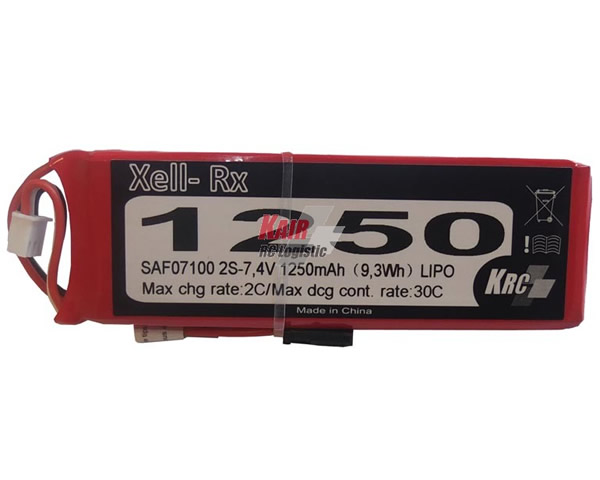 Xell- Rx
1250
KAIR
Rc Logistic
SAF07100 2S-7,4V 1250mAh (9,3Wh) LIPO
Max chg rate:2C/Max dcg cont. rate:30C
Made in China
!
KRC